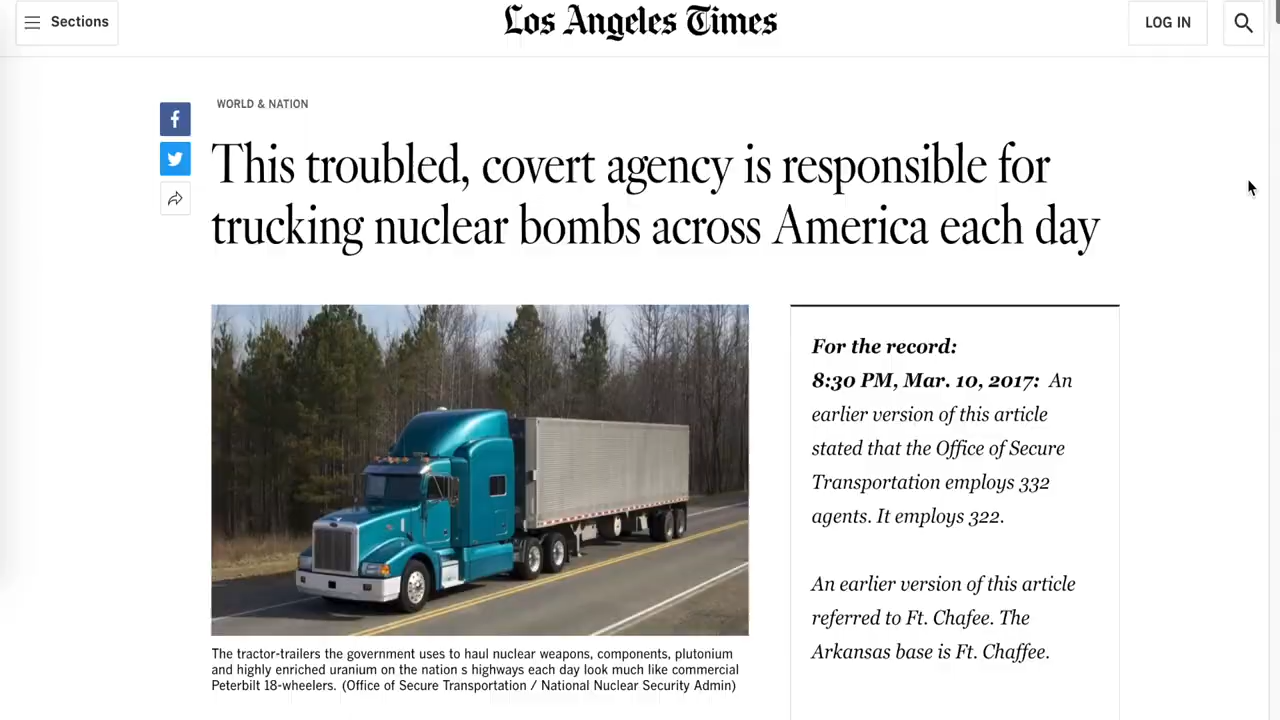 Sections
Los Angeles Times
LOG IN
WORLD & NATION
This troubled, covert agency is responsible for
trucking nuclear bombs across America each day
The tractor-trailers the government uses to haul nuclear weapons, components, plutonium
and highly enriched uranium on the nation s highways each day look much like commercial
Peterbilt 18-wheelers. (Office of Secure Transportation / National Nuclear Security Admin)
For the record:
8:30 PM, Mar. 10, 2017: An
earlier version of this article
stated that the Office of Secure
Transportation employs 332
agents. It employs 322.
An earlier version of this article
referred to Ft. Chafee. The
Arkansas base is Ft. Chaffee.